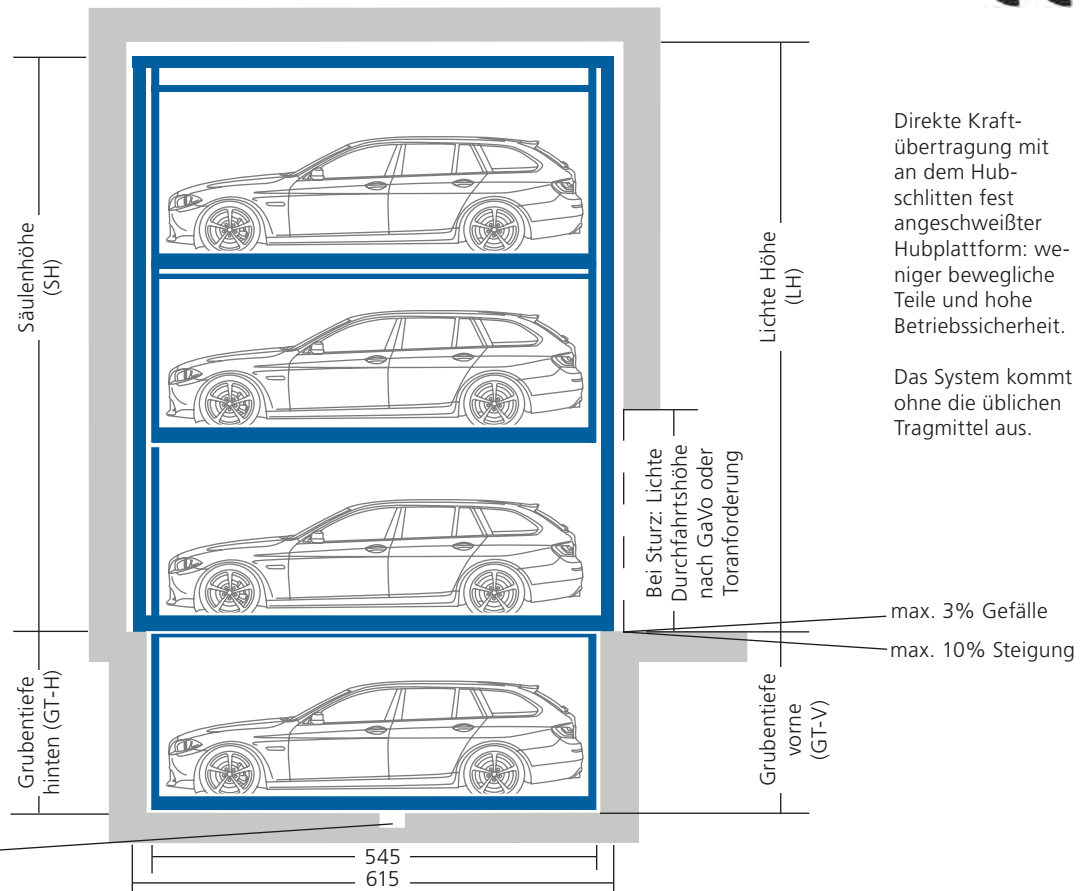 Säulenhöhe
(SH)
Grubentiefe
hinten (GT-H)
Lichte Höhe
(LH)
Bei Sturz: Lichte
Durchfahrtshöhe
nach GaVo oder
Toranforderung
Grubentiefe
vorne
(GT-V)
Direkte Kraft-
übertragung mit
an dem Hub-
schlitten fest
angeschweißter
Hubplattform: we-
niger bewegliche
Teile und hohe
Betriebssicherheit.
Das System kommt
ohne die üblichen
Tragmittel aus.
max. 3% Gefälle
max. 10% Steigung
545
615